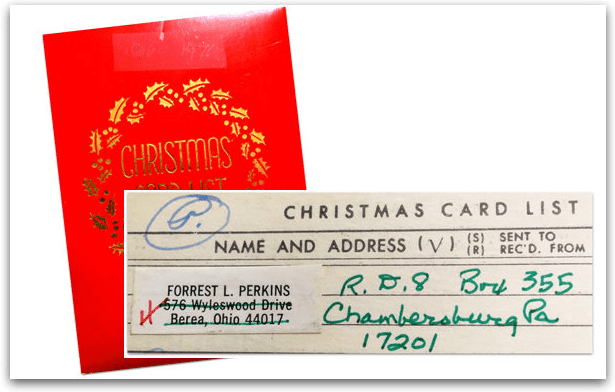 CHRISTMAS
CARD LIST
P.
CHRISTMAS CARD LIST
NAME AND ADDRESS (√) (S) SENT TO
(R) REC'D. FROM
FORREST L. PERKINS
576 Wyleswood Drive
Berea, Ohio 44017
R.D.8 Box 355
Chambersburg Pa
17201